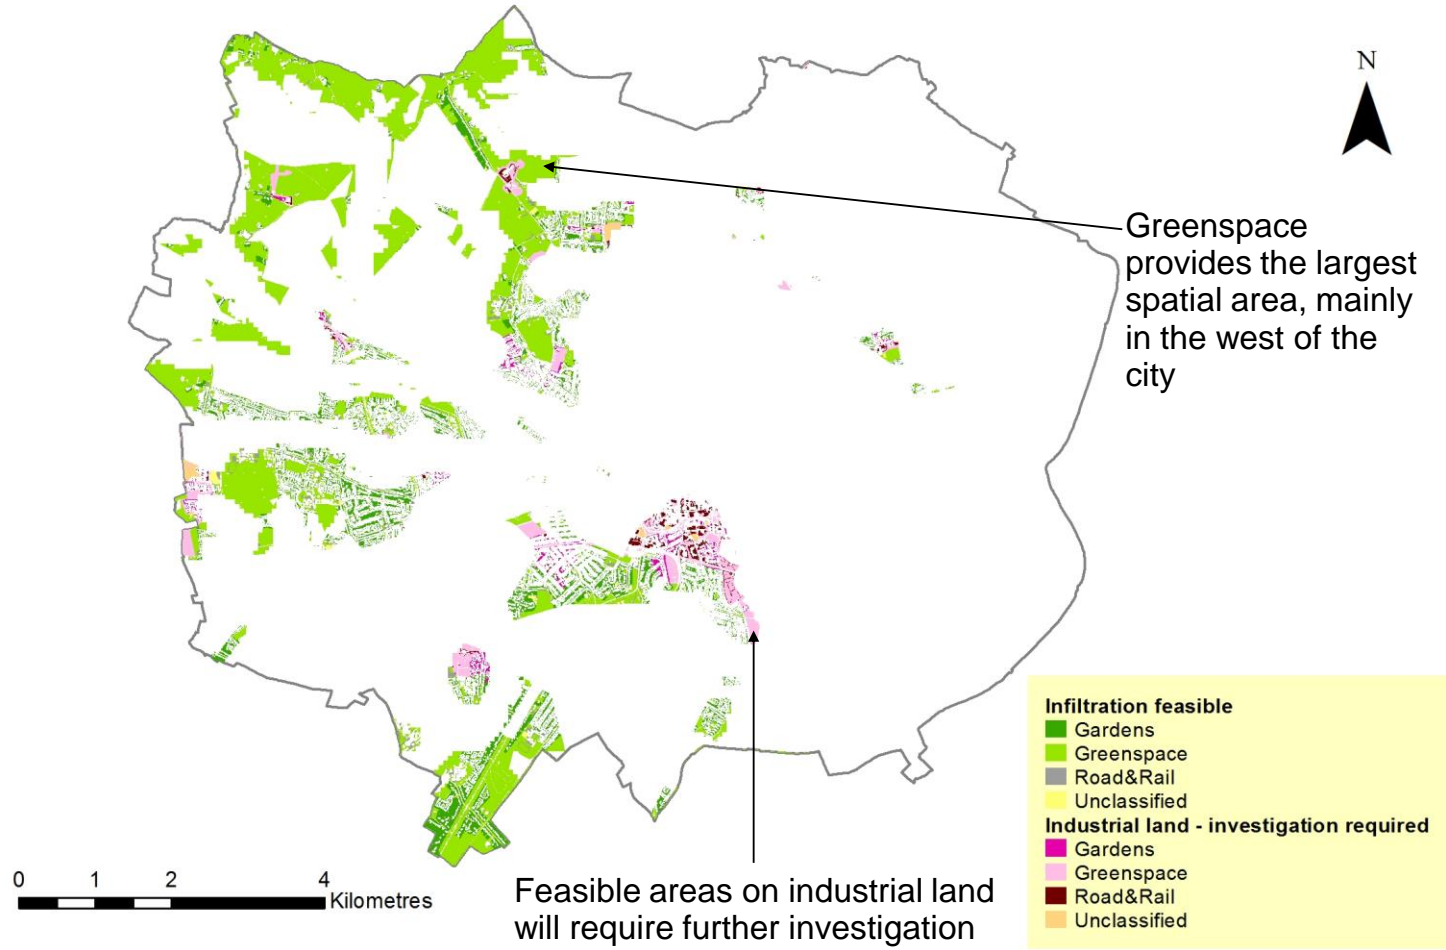 N
Greenspace
provides the largest
spatial area, mainly
in the west of the
city
Infiltration feasible
Gardens
Greenspace
Road&Rail
Unclassified
Industrial land - investigation required
Gardens
Greenspace
Road&Rail
Unclassified
0 1 2 4
Kilometres
Feasible areas on industrial land
will require further investigation